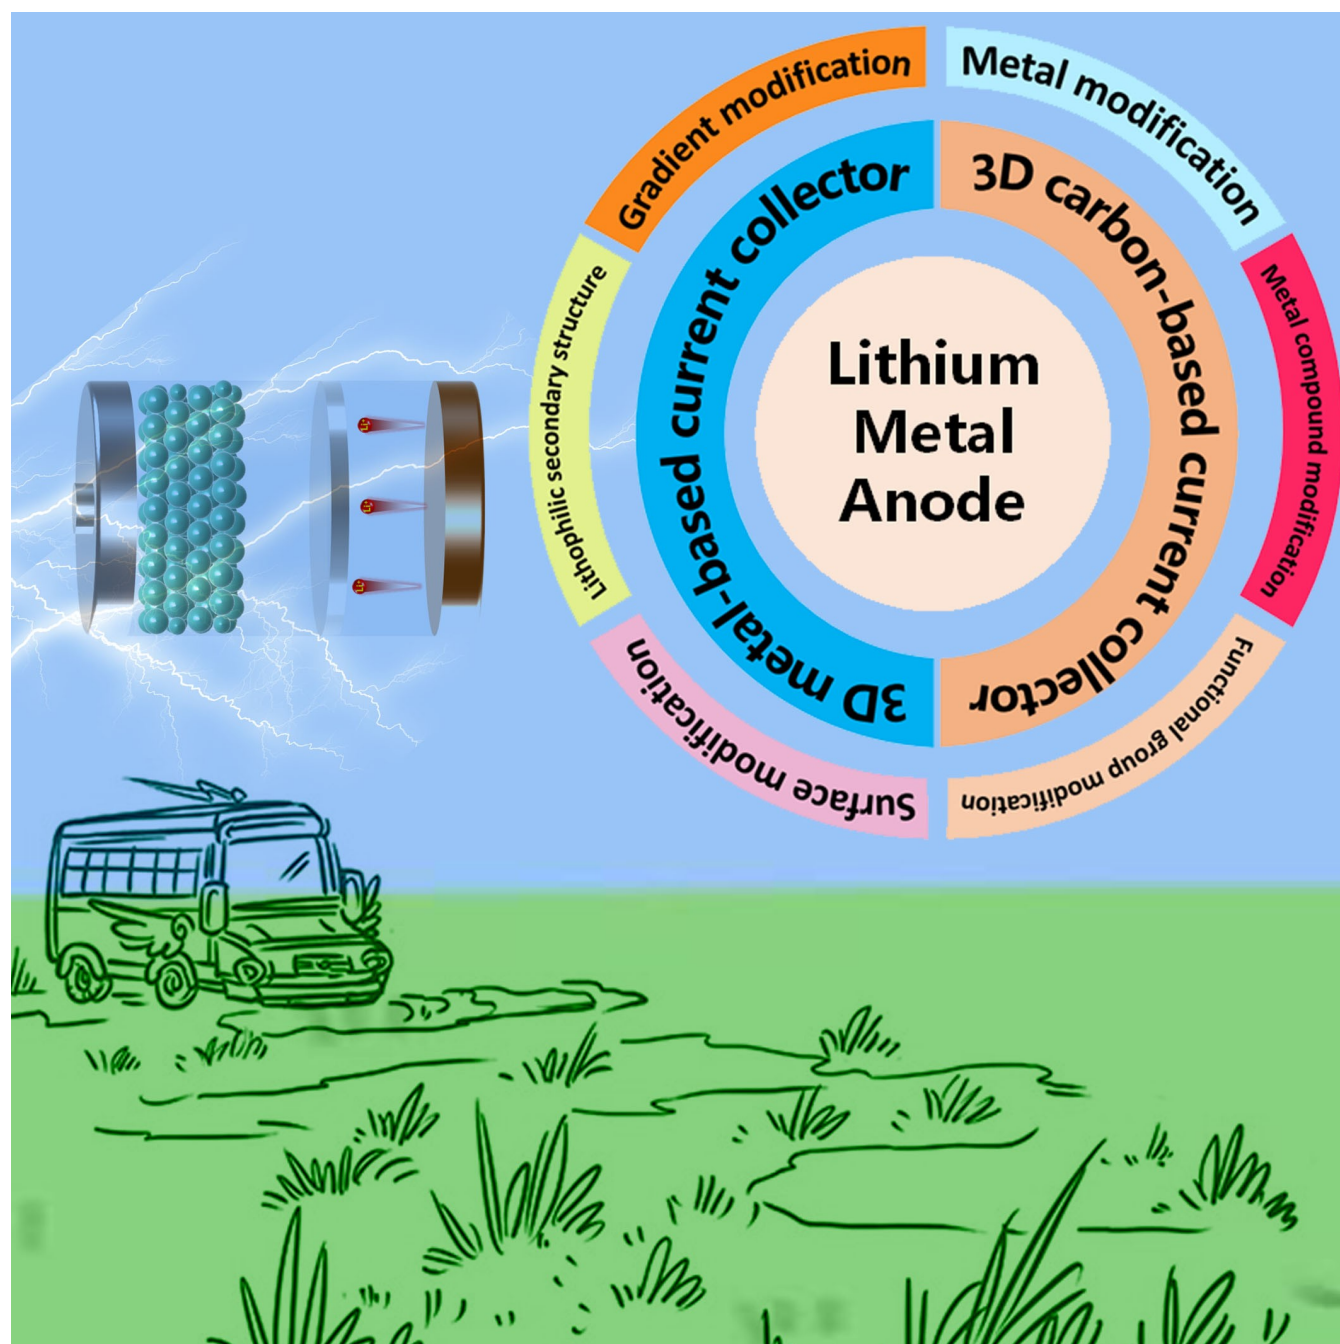 Lithium
Metal
Anode
3D metal-based current collector
3D carbon-based current collector
Gradient modification
Metal modification
Metal compound modification
Functional group modification
Surface modification
Lithophilic secondary structure